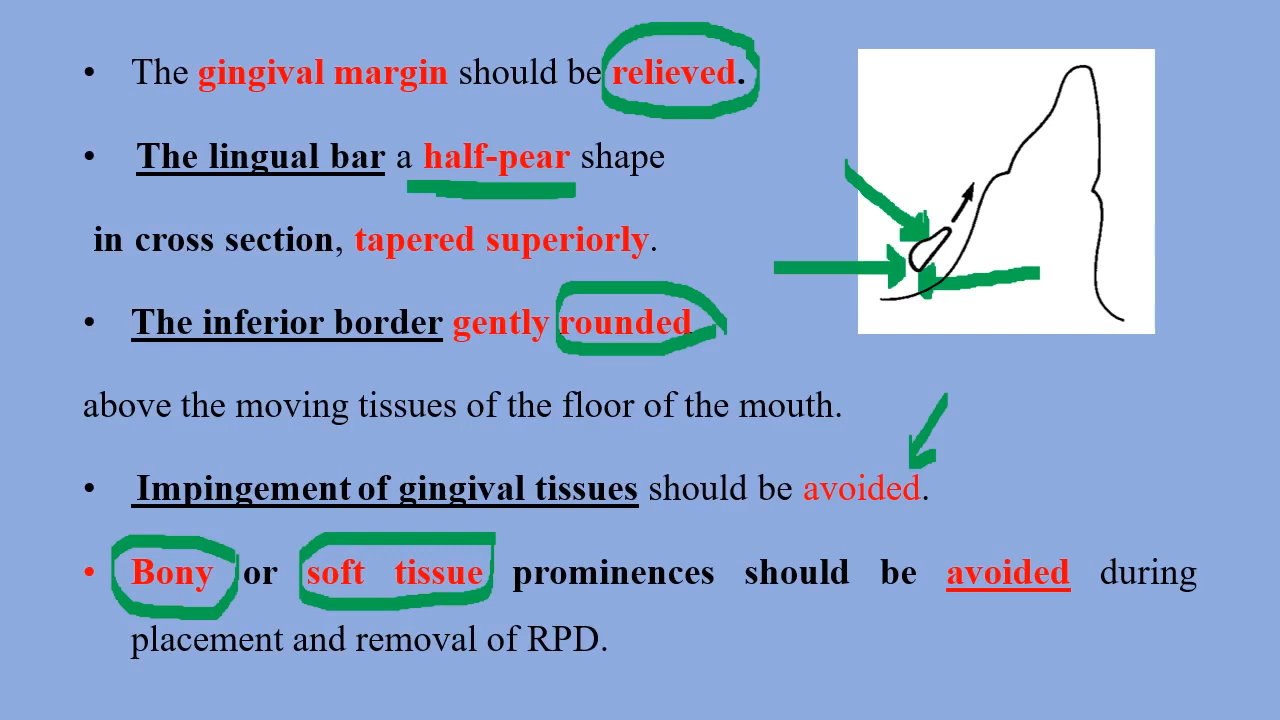 • The gingival margin should be relieved.
• The lingual bar a half-pear shape
in cross section, tapered superiorly.
• The inferior border gently rounded
above the moving tissues of the floor of the mouth.
• Impingement of gingival tissues should be avoided.
• Bony or soft tissue prominences should be avoided during
placement and removal of RPD.